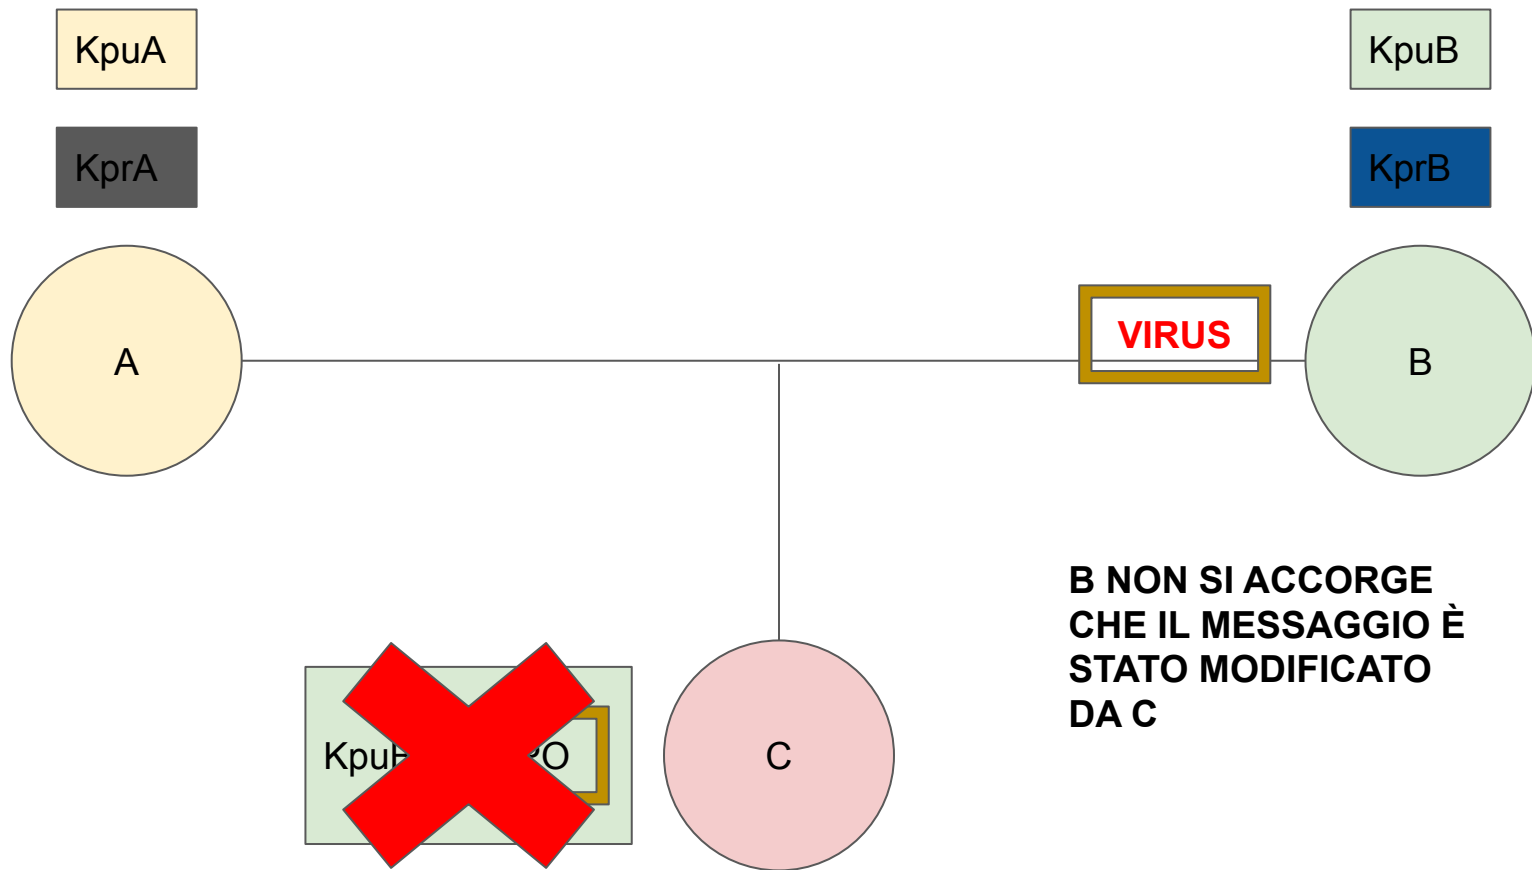 KpuA
KpuB
KprA
KprB
VIRUS
A
B
B NON SI ACCORGE
CHE IL MESSAGGIO È
STATO MODIFICATO
DA C
C